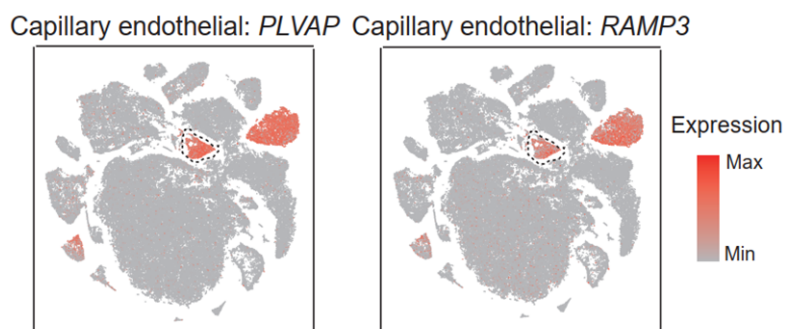 Capillary endothelial: PLVAP
Capillary endothelial: RAMP3
Expression
Max
Min